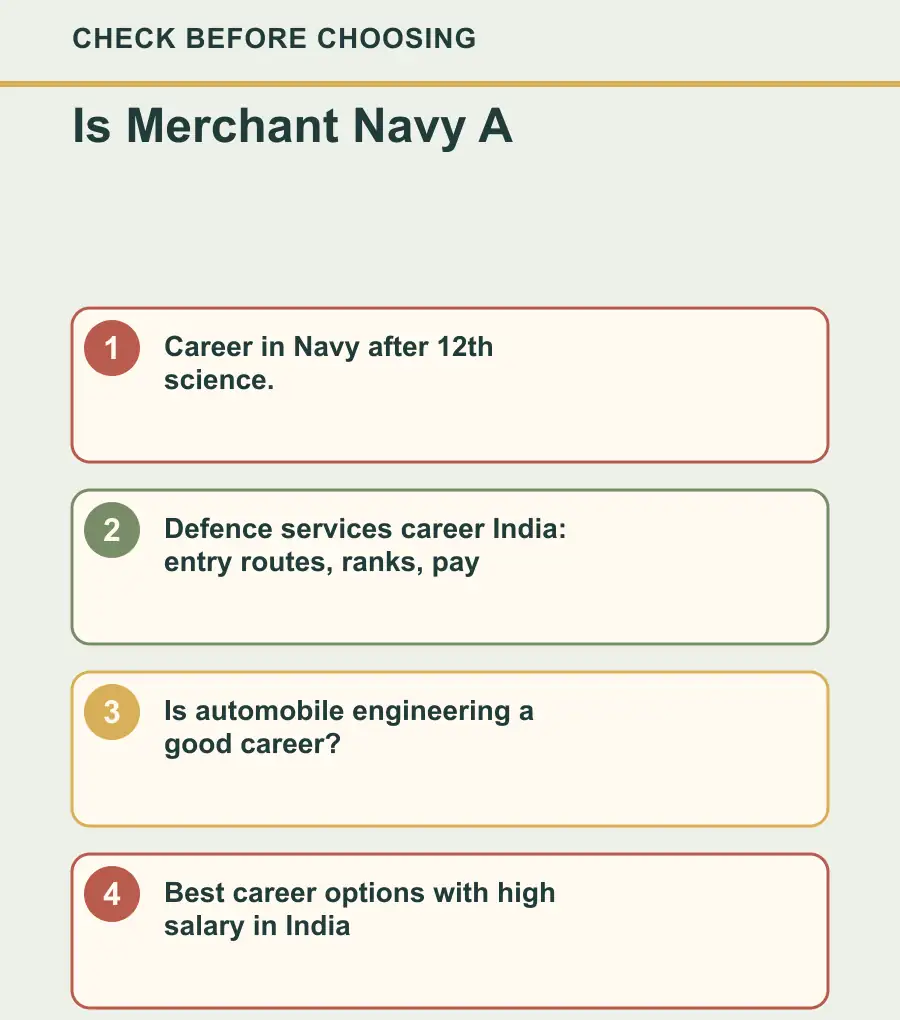 CHECK BEFORE CHOOSING
Is Merchant Navy A
1
Career in Navy after 12th
science.
2
Defence services career India:
entry routes, ranks, pay
3
Is automobile engineering a
good career?
4
Best career options with high
salary in India